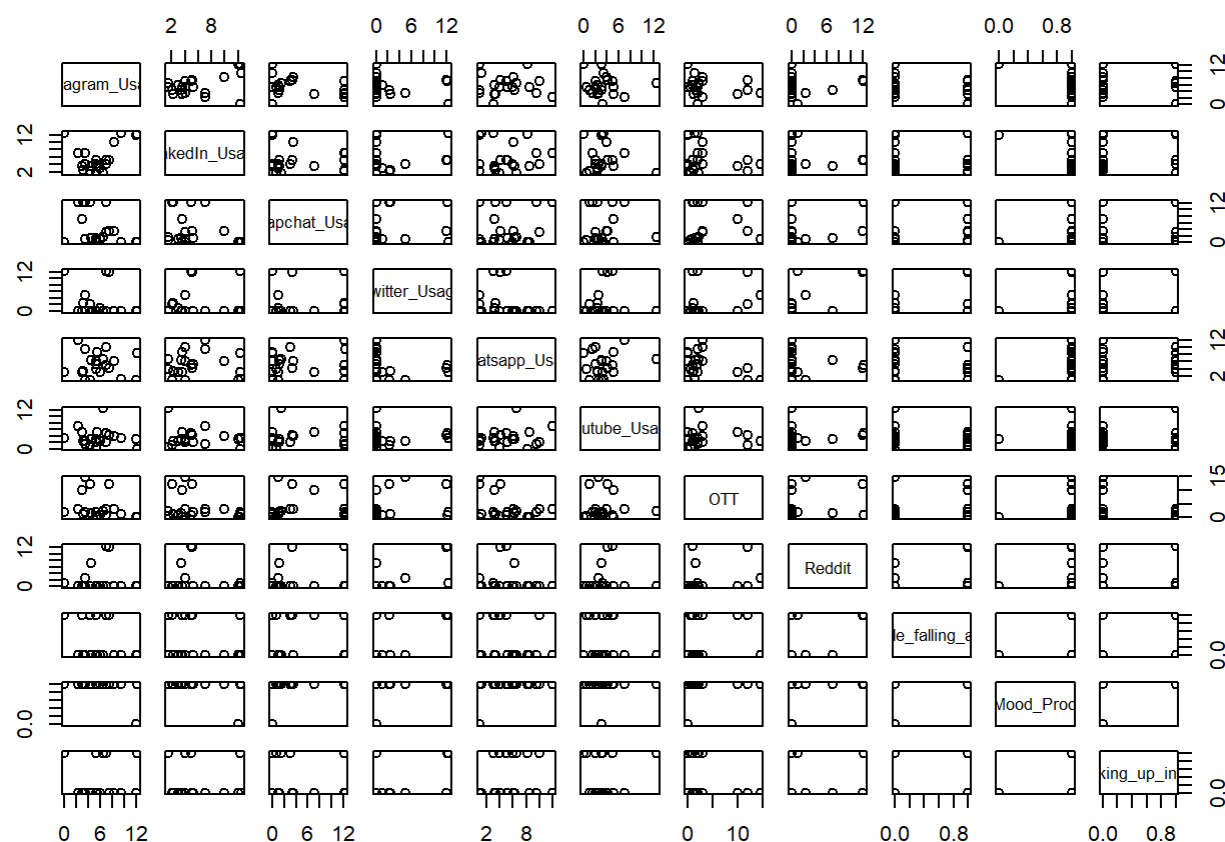 2 8 0 6 12 0 6 12 0 6 12 0.0 0.8
agram_Usa 0 12
2 12 nkedIn_Usa
apchat_Usa 0 12
0 12 witter_Usag
atsapp_Us 2 12
0 12 utube_Usa
OTT 0 15
0 12 Reddit
le_falling_a 0.0
0.0 Mood_Proc
king_up_in 0.0
0 6 12 0 6 12 2 8 0 10 0.0 0.8 0.0 0.8